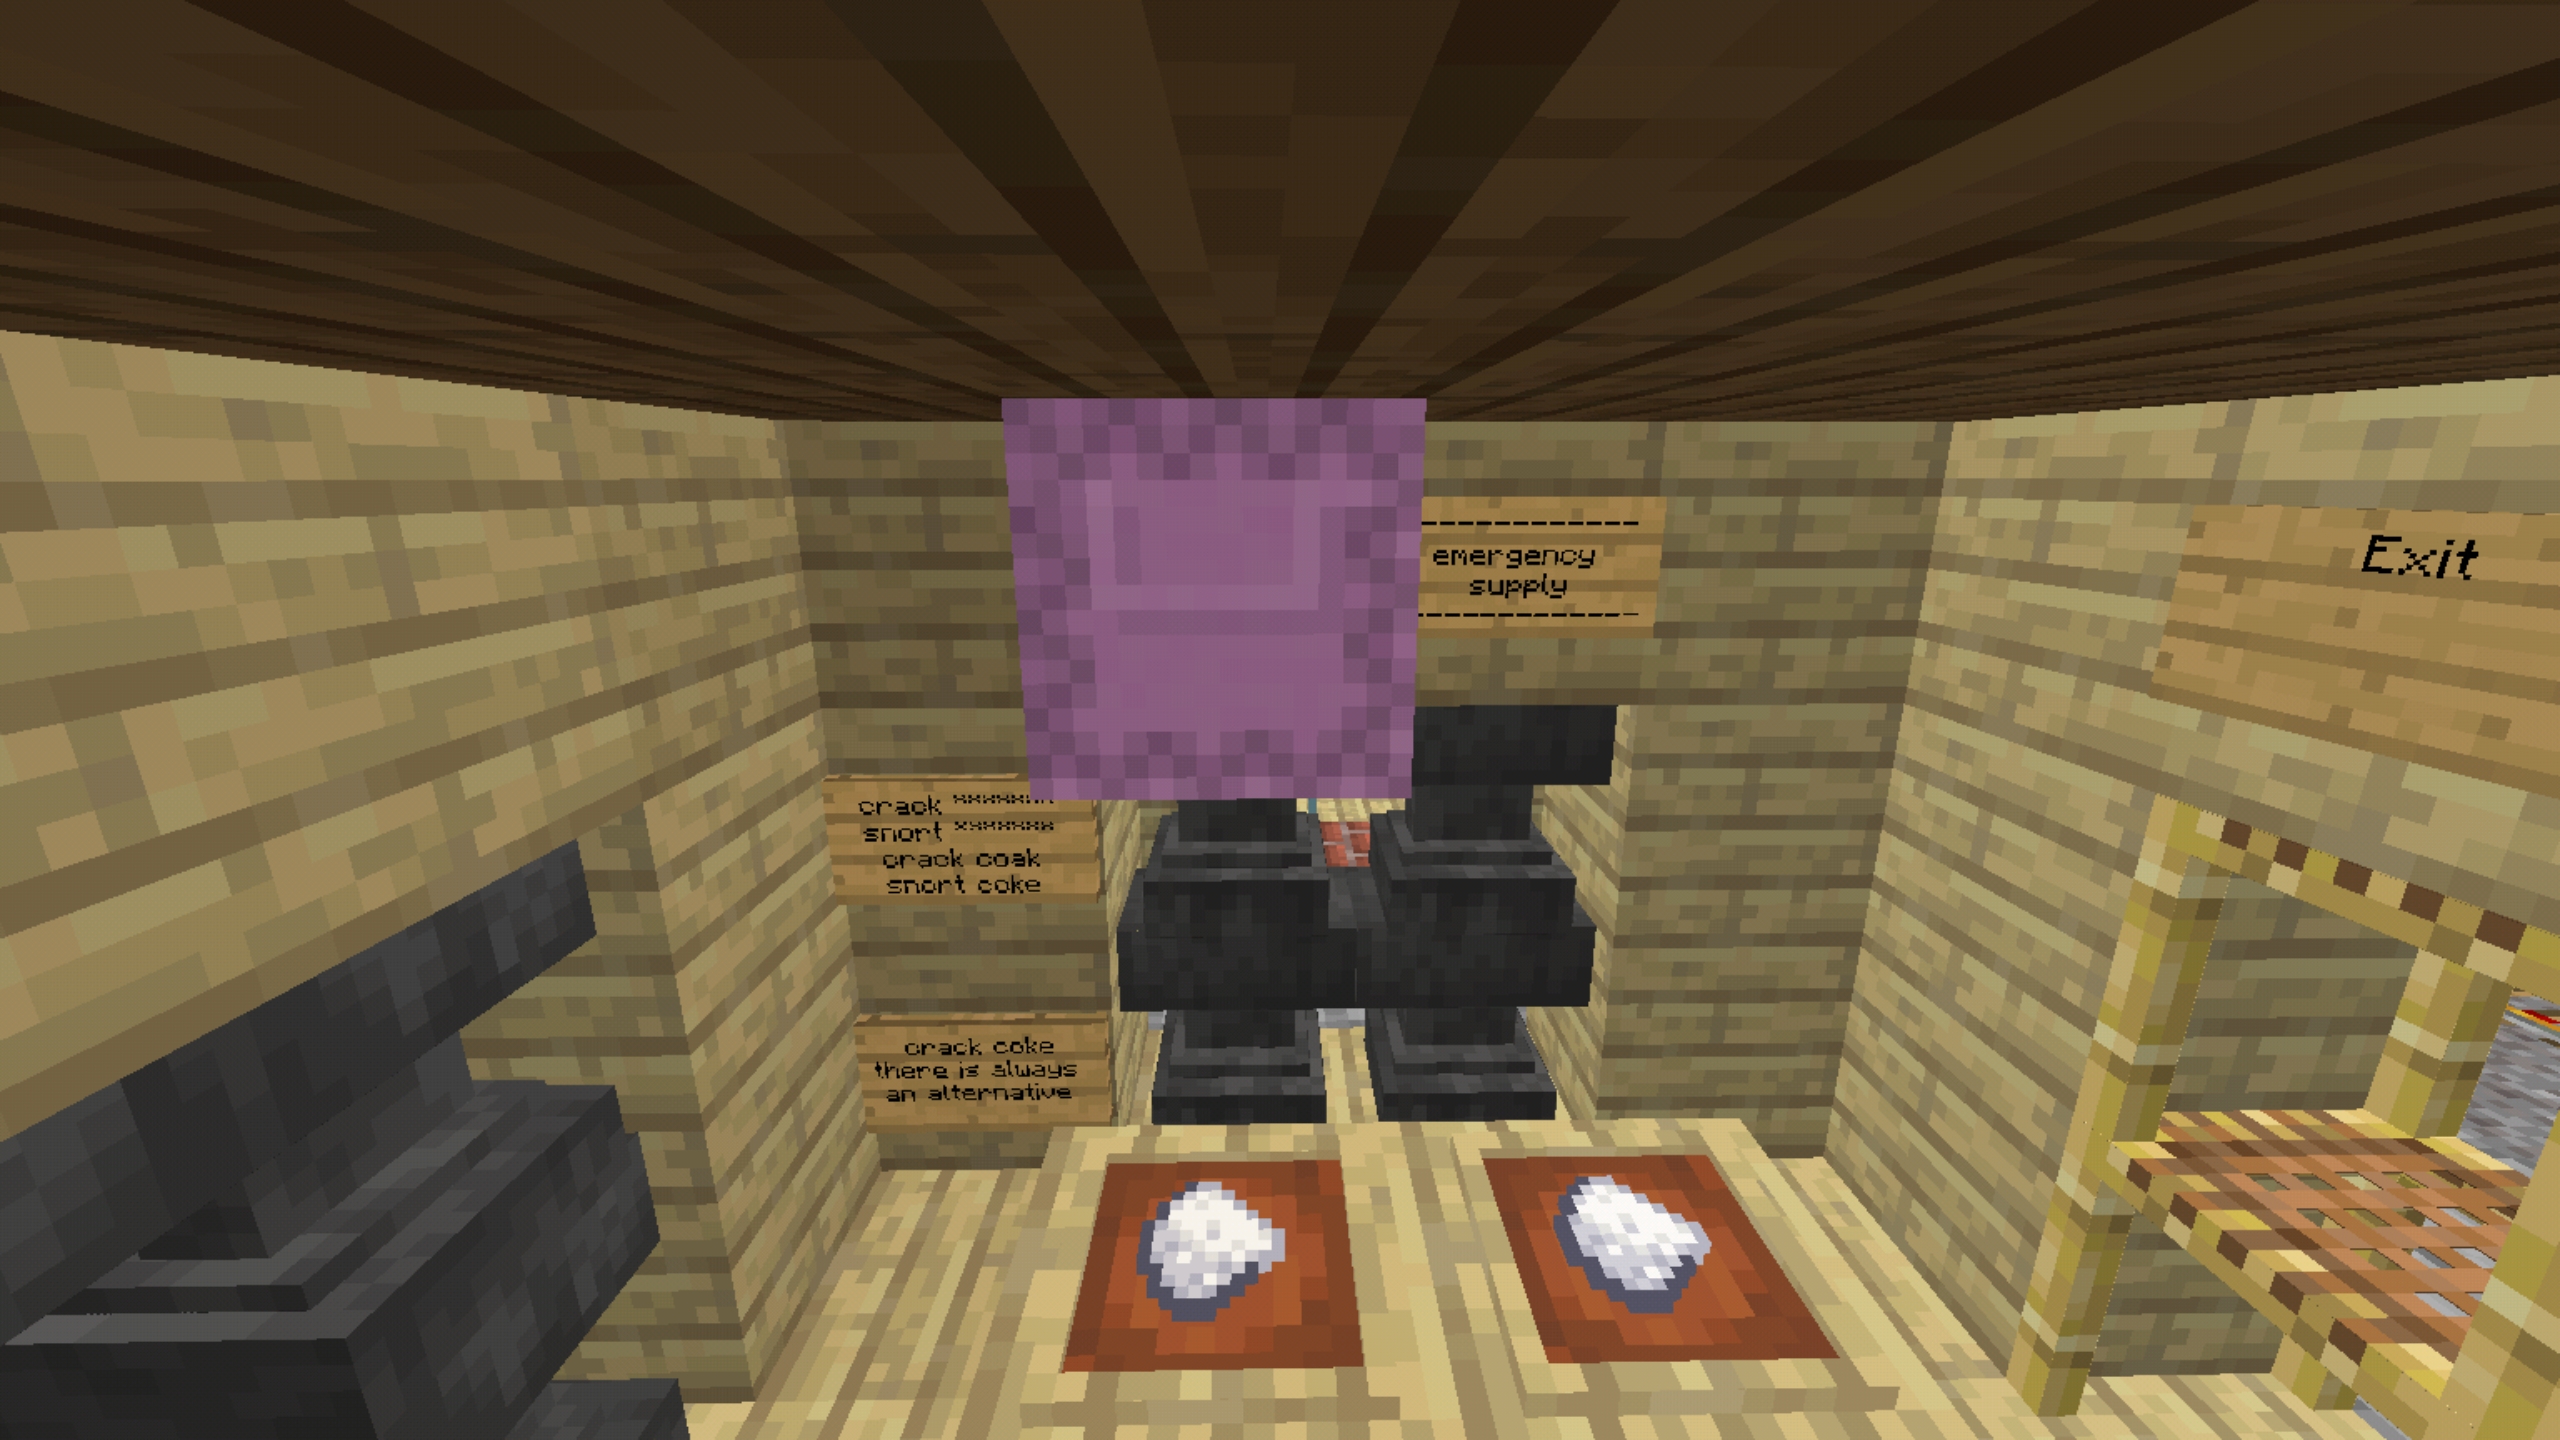 ------------
emergency
supply
------------
Exit
crack *******
snort *******
crack coak
snort coke
crack coke
there is always
an alternative